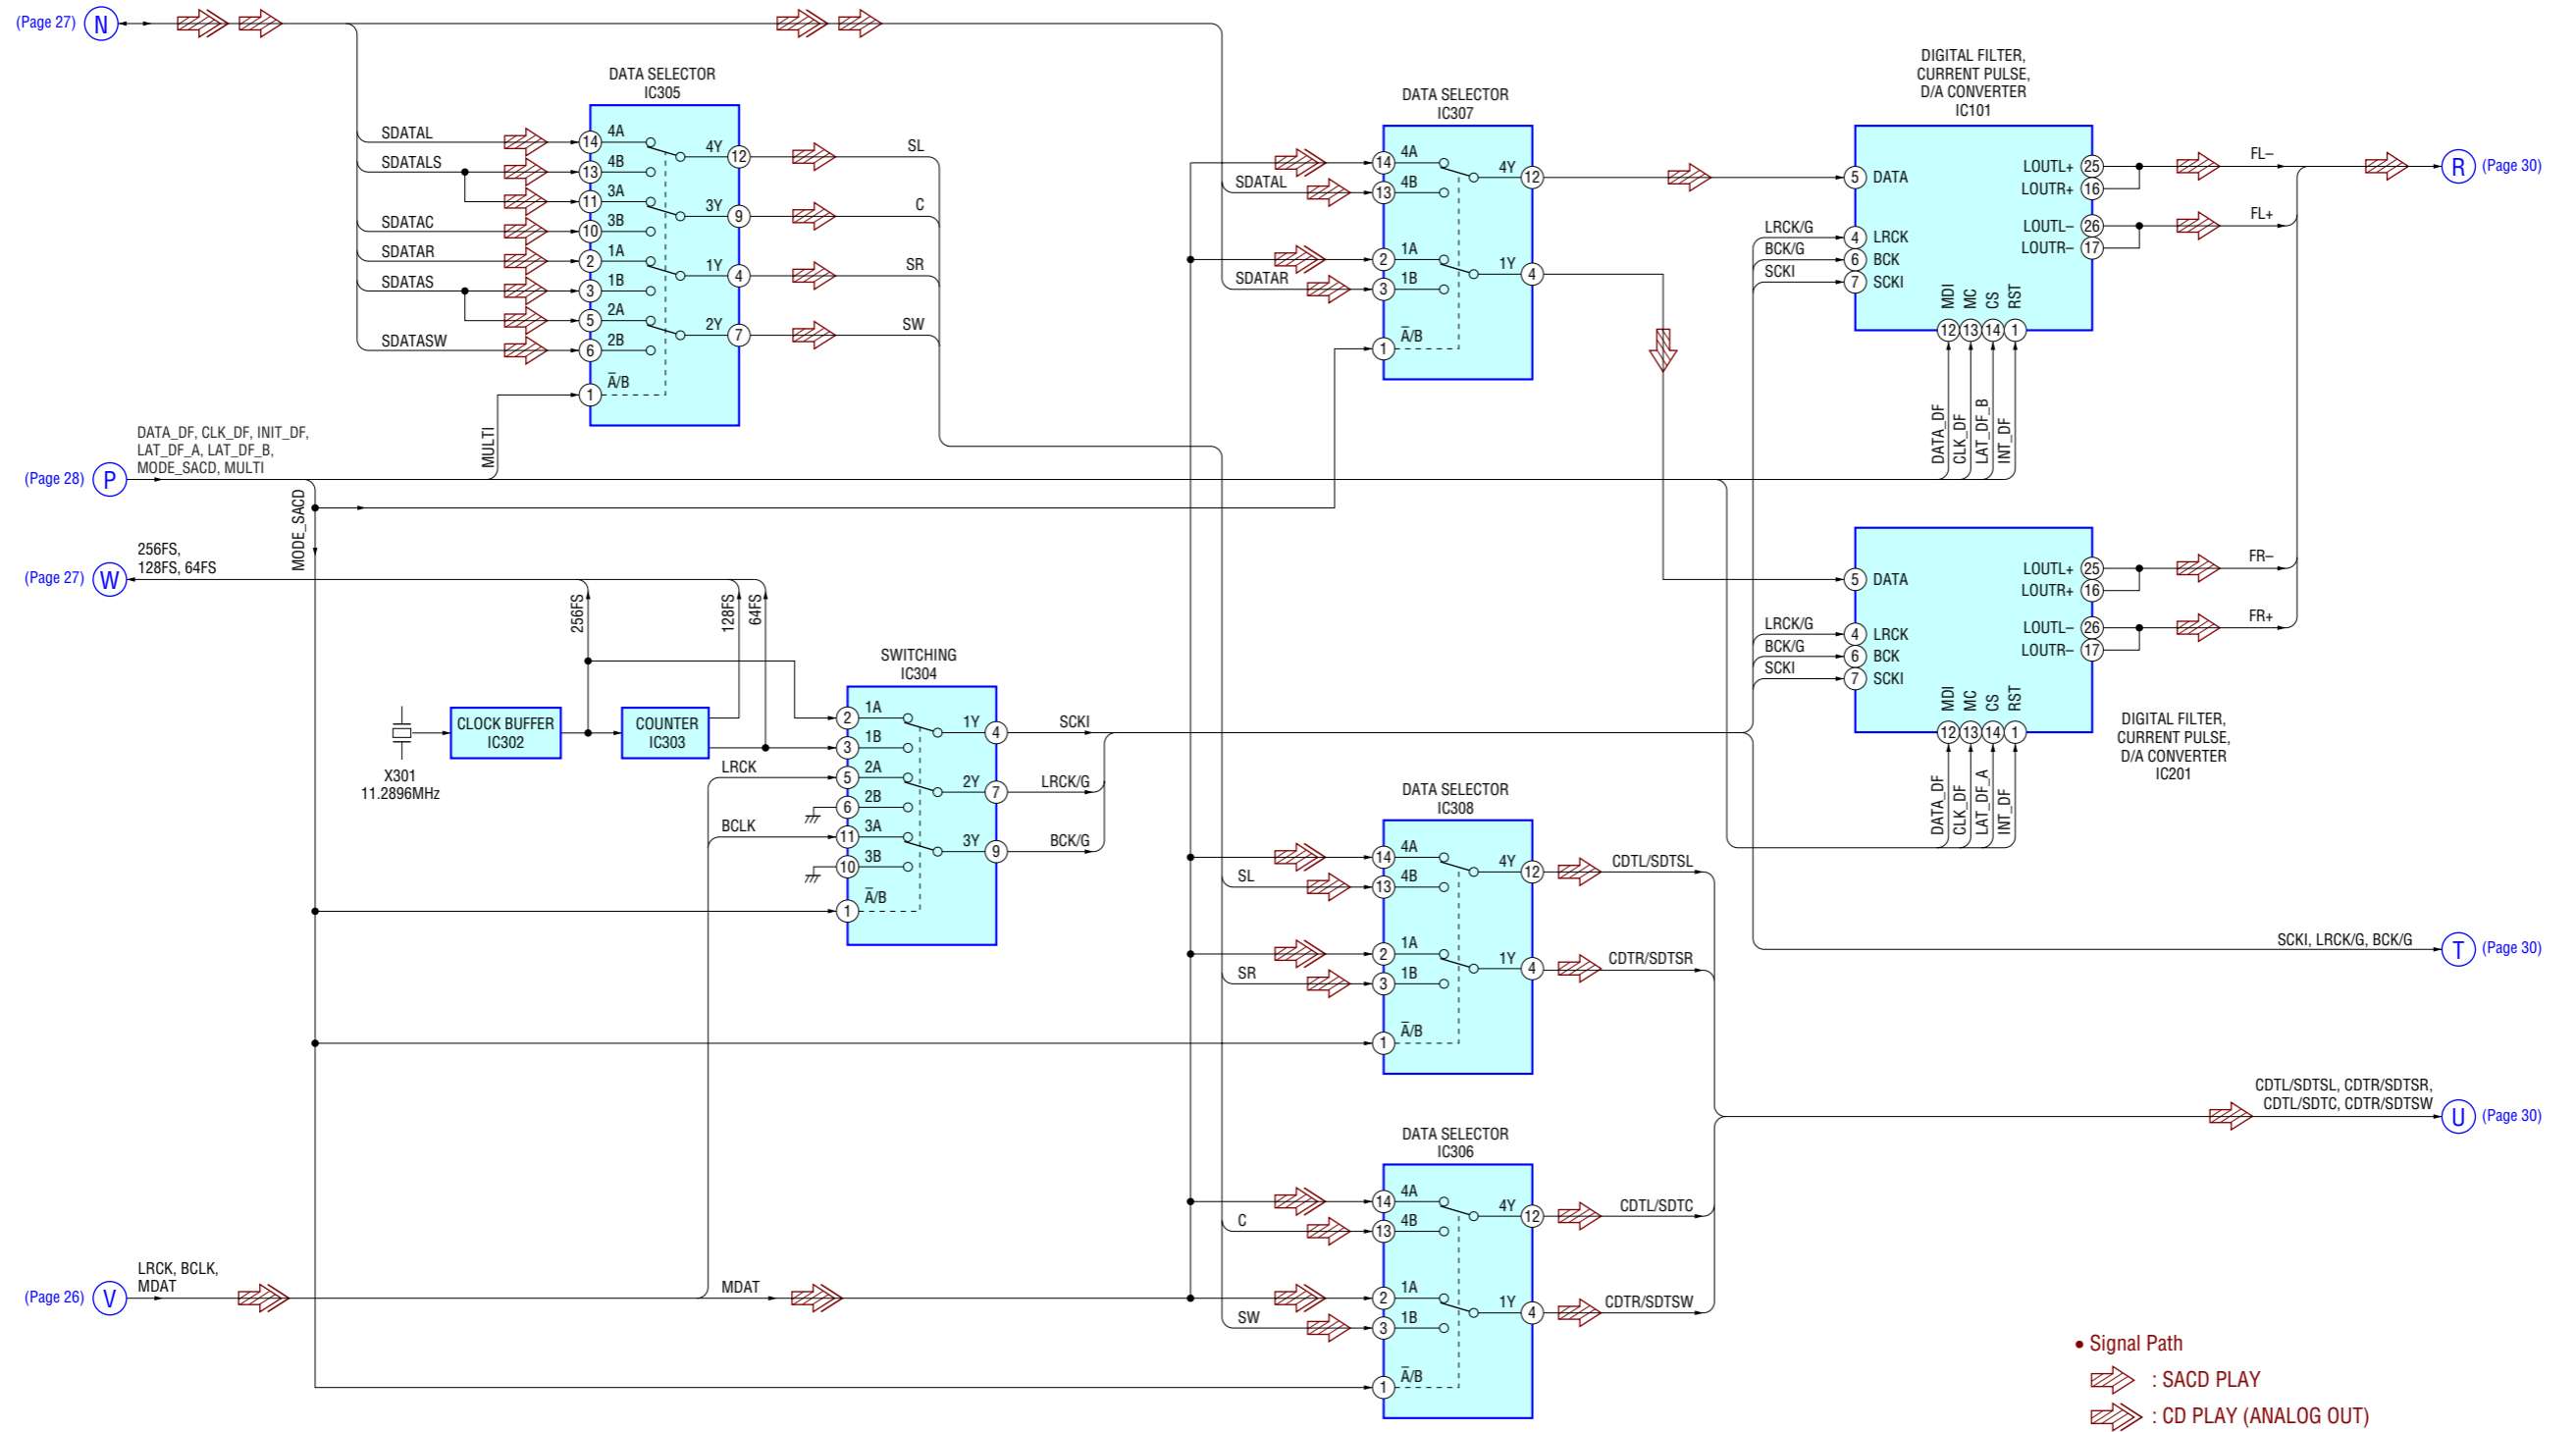 (Page 27) N
DATA SELECTOR
IC305
SDATAL
SDATALS
SDATAC
SDATAR
SDATAS
SDATASW
14 4A
13 4B
11 3A
10 3B
2 1A
3 1B
5 2A
6 2B
1 A̅/B
4Y 12
3Y 9
1Y 4
2Y 7
SL
C
SR
SW
MULTI
DATA SELECTOR
IC307
SDATAL
SDATAR
14 4A
13 4B
2 1A
3 1B
1 A̅/B
4Y 12
1Y 4
DIGITAL FILTER,
CURRENT PULSE,
D/A CONVERTER
IC101
LRCK/G
BCK/G
SCKI
5 DATA
4 LRCK
6 BCK
7 SCKI
LOUTL+ 25
LOUTR+ 16
LOUTL– 26
LOUTR– 17
MDI
MC
CS
RST
12 13 14 1
DATA_DF
CLK_DF
LAT_DF_B
INT_DF
FL–
FL+
R (Page 30)
DATA_DF, CLK_DF, INIT_DF,
LAT_DF_A, LAT_DF_B,
MODE_SACD, MULTI
(Page 28) P
MODE_SACD
256FS,
128FS, 64FS
(Page 27) W
256FS
128FS
64FS
X301
11.2896MHz
CLOCK BUFFER
IC302
COUNTER
IC303
SWITCHING
IC304
LRCK
BCLK
2 1A
3 1B
5 2A
6 2B
11 3A
10 3B
1 A̅/B
1Y 4
2Y 7
3Y 9
SCKI
LRCK/G
BCK/G
LRCK/G
BCK/G
SCKI
5 DATA
4 LRCK
6 BCK
7 SCKI
LOUTL+ 25
LOUTR+ 16
LOUTL– 26
LOUTR– 17
MDI
MC
CS
RST
12 13 14 1
DATA_DF
CLK_DF
LAT_DF_A
INT_DF
FR–
FR+
DIGITAL FILTER,
CURRENT PULSE,
D/A CONVERTER
IC201
DATA SELECTOR
IC308
SL
SR
14 4A
13 4B
2 1A
3 1B
1 A̅/B
4Y 12
1Y 4
CDTL/SDTSL
CDTR/SDTSR
SCKI, LRCK/G, BCK/G
T (Page 30)
CDTL/SDTSL, CDTR/SDTSR,
CDTL/SDTC, CDTR/SDTSW
U (Page 30)
DATA SELECTOR
IC306
C
SW
14 4A
13 4B
2 1A
3 1B
1 A̅/B
4Y 12
1Y 4
CDTL/SDTC
CDTR/SDTSW
LRCK, BCLK,
MDAT
(Page 26) V
MDAT
• Signal Path
: SACD PLAY
: CD PLAY (ANALOG OUT)